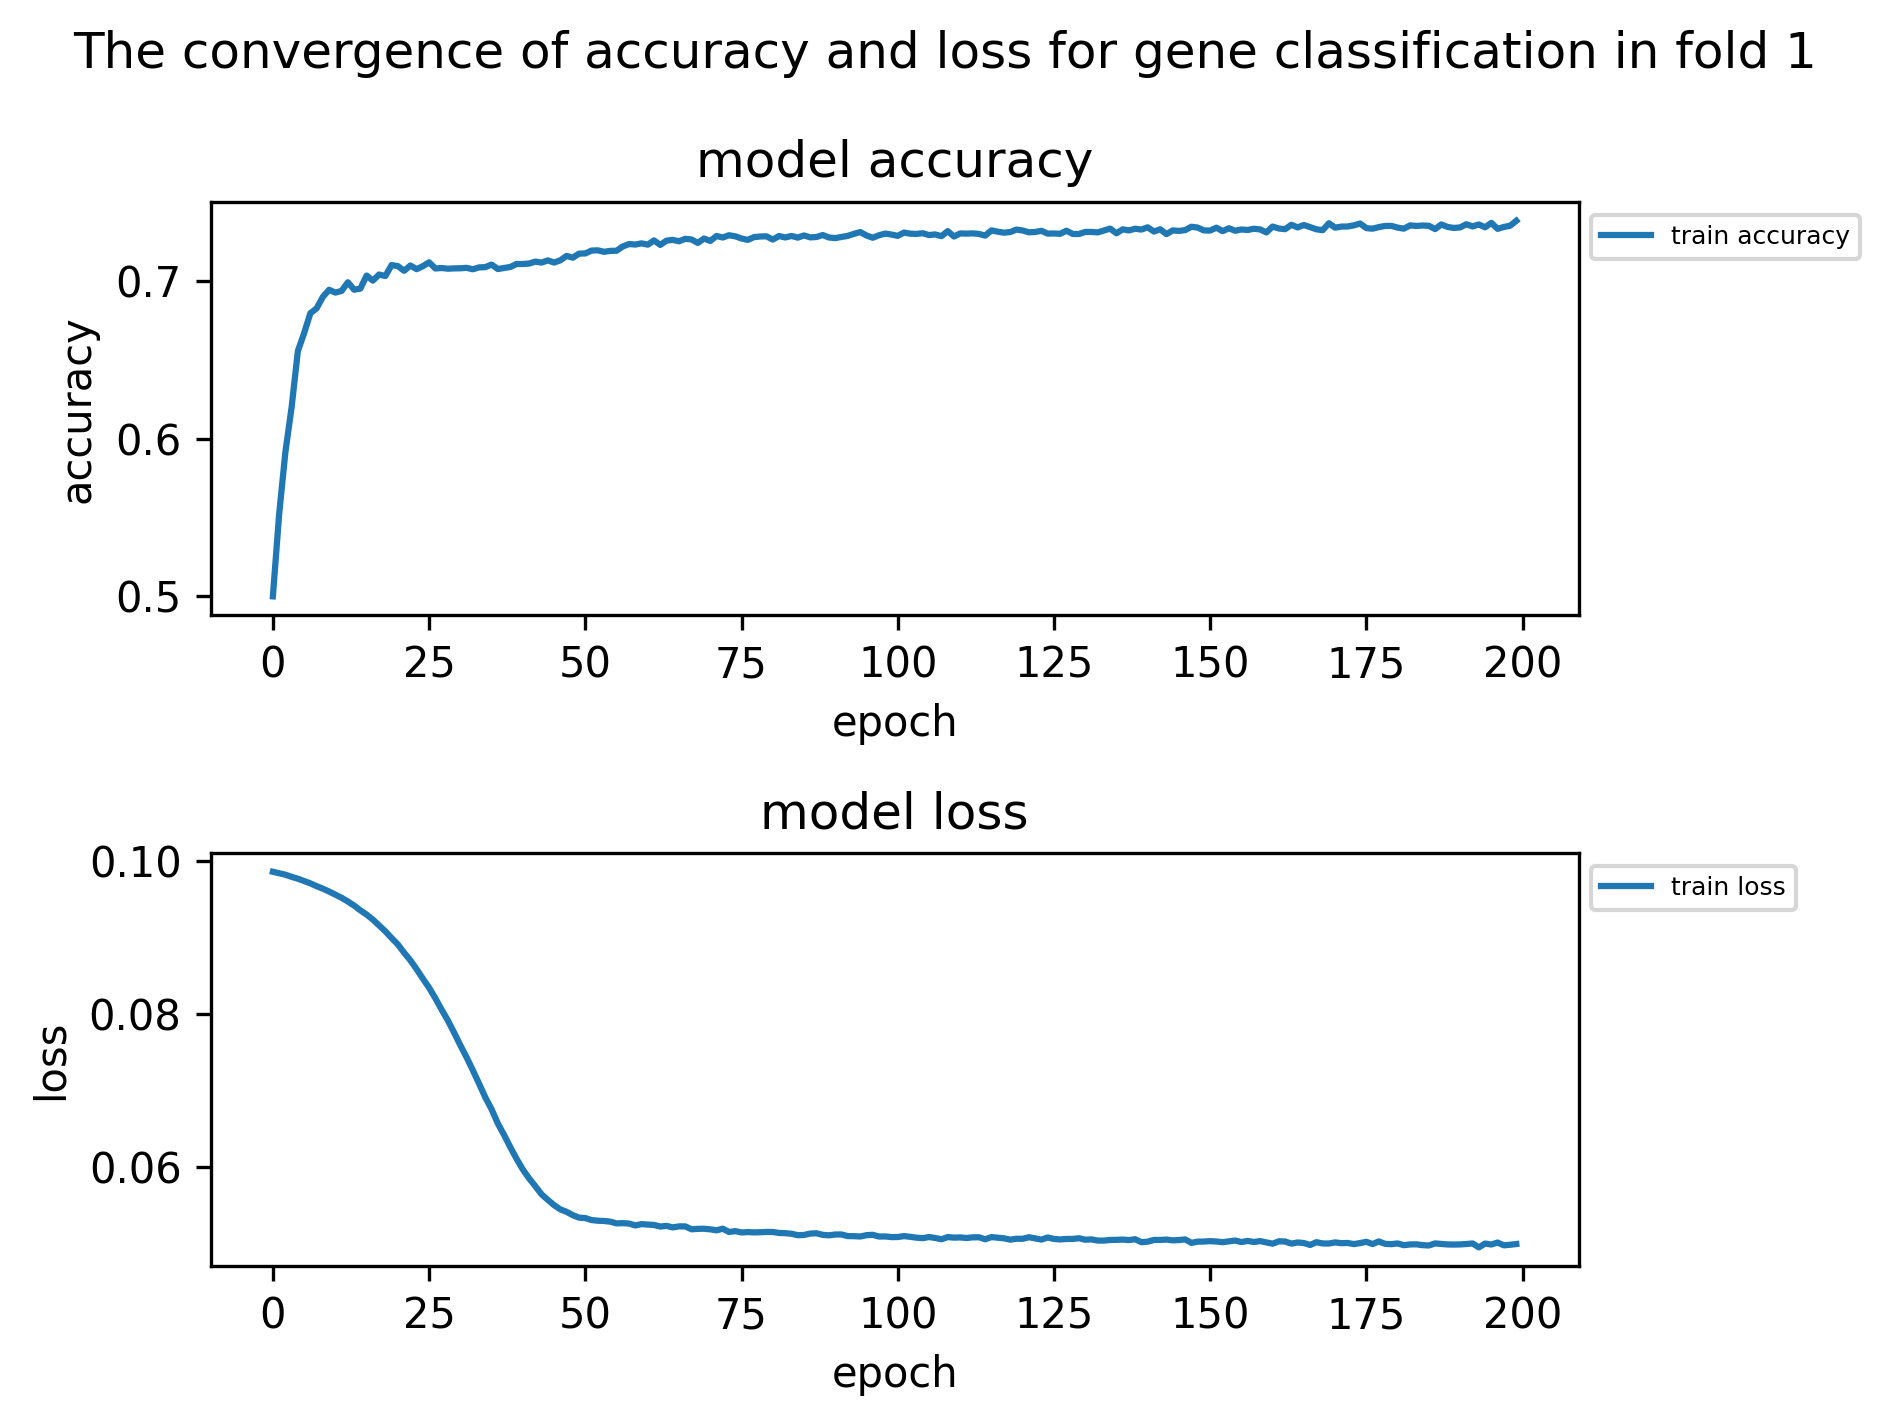 The convergence of accuracy and loss for gene classification in fold 1
model accuracy
train accuracy
0.7
0.6
0.5
accuracy
0 25 50 75 100 125 150 175 200
epoch
model loss
train loss
0.10
0.08
0.06
loss
0 25 50 75 100 125 150 175 200
epoch